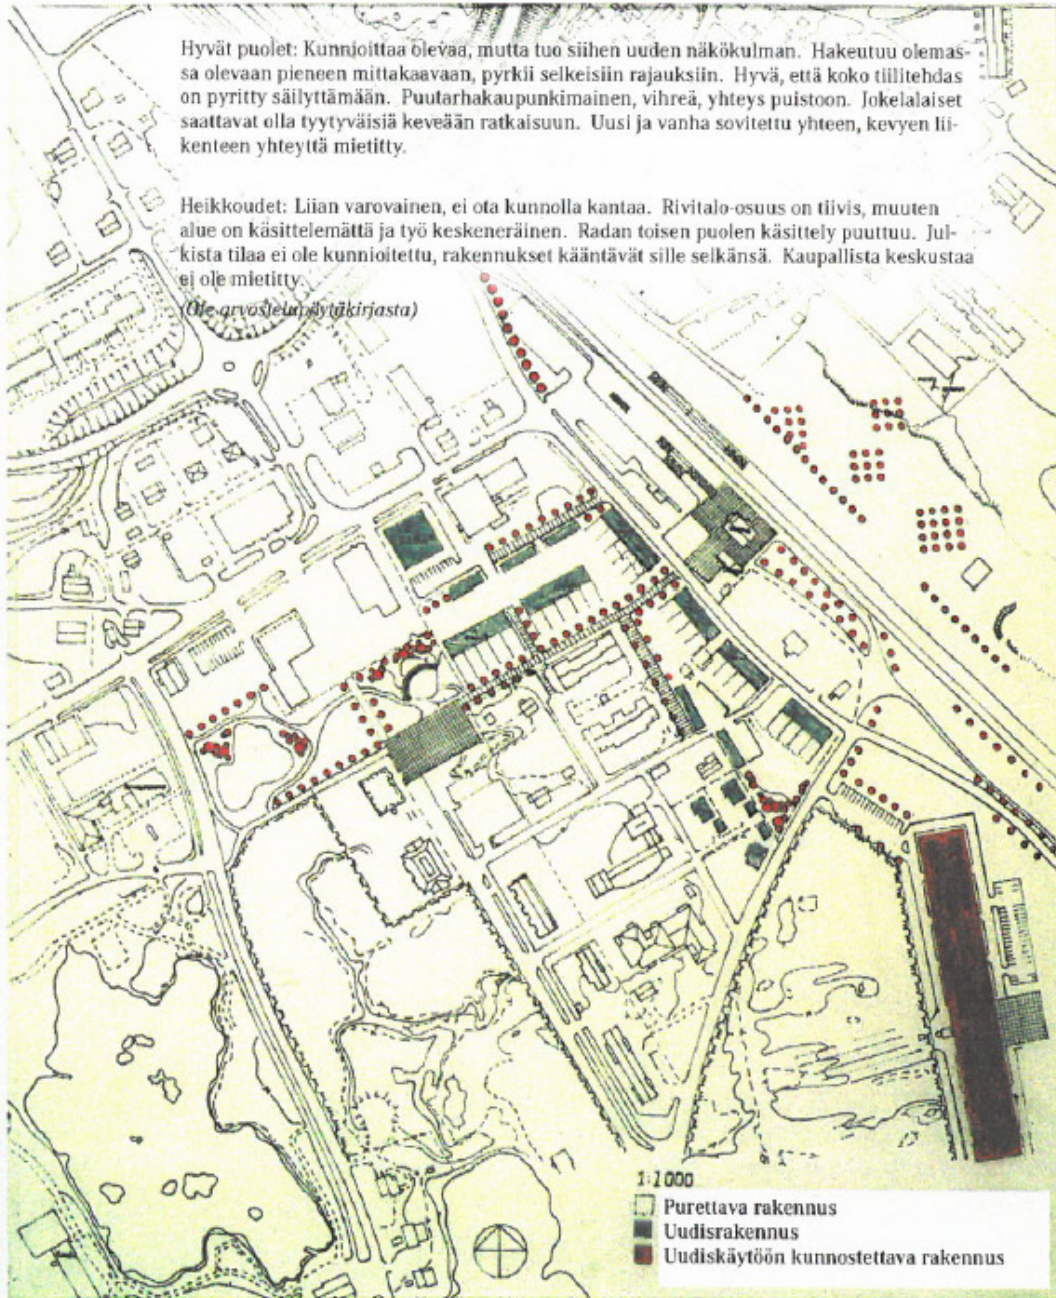 Hyvät puolet: Kunnioittaa olevaa, mutta tuo siihen uuden näkökulman. Hakeutuu olemas-
sa olevaan pieneen mittakaavaan, pyrkii selkeisiin rajauksiin. Hyvä, että koko tiilitehdas
on pyritty säilyttämään. Puutarhakaupunkimainen, vihreä, yhteys puistoon. Jokelalaiset
saattavat olla tyytyväisiä keveään ratkaisuun. Uusi ja vanha sovitettu yhteen, kevyen lii-
kenteen yhteyttä mietitty.
Heikkoudet: Liian varovainen, ei ota kunnolla kantaa. Rivitalo-osuus on tiivis, muuten
alue on käsittelemättä ja työ keskeneräinen. Radan toisen puolen käsittely puuttuu. Jul-
kista tilaa ei ole kunnioitettu, rakennukset kääntävät sille selkänsä. Kaupallista keskustaa
ei ole mietitty.
(Ote arvostelupöytäkirjasta)
1:1000
Purettava rakennus
Uudisrakennus
Uudiskäytöön kunnostettava rakennus